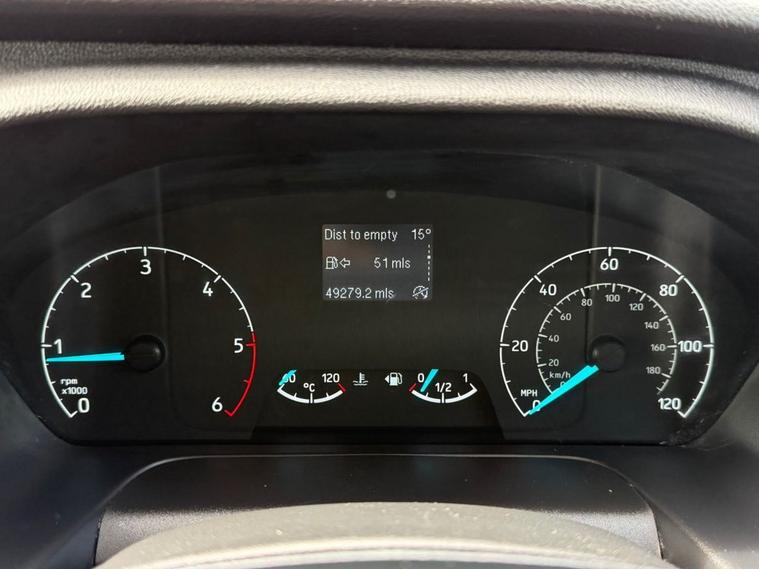 Dist to empty 15°
51 mls
49279.2 mls
0 1 2 3 4 5 6
rpm
x1000
60 120
°C
0 1/2 1
0 20 40 60 80 100 120
MPH
20 40 60 80 100 120 140 160 180
km/h